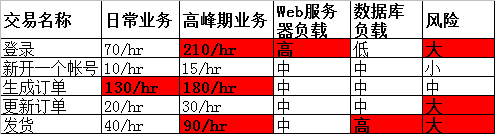 交易名称 日常业务 高峰期业务 Web服务器负载 数据库负载 风险
登录 70/hr 210/hr 高 低 大
新开一个帐号 10/hr 15/hr 中 中 小
生成订单 130/hr 180/hr 中 中 中
更新订单 20/hr 30/hr 中 中 大
发货 40/hr 90/hr 中 高 大